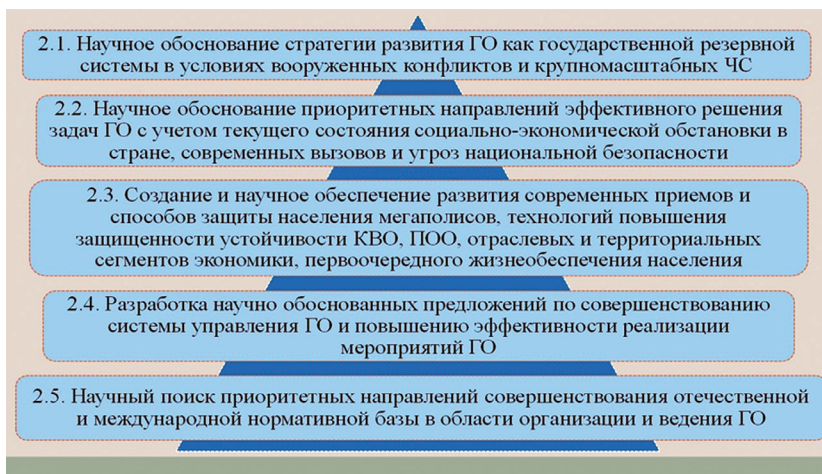 2.1. Научное обоснование стратегии развития ГО как государственной резервной
системы в условиях вооруженных конфликтов и крупномасштабных ЧС
2.2. Научное обоснование приоритетных направлений эффективного решения
задач ГО с учетом текущего состояния социально-экономической обстановки в
стране, современных вызовов и угроз национальной безопасности
2.3. Создание и научное обеспечение развития современных приемов и
способов защиты населения мегаполисов, технологий повышения
защищенности устойчивости КВО, ПОО, отраслевых и территориальных
сегментов экономики, первоочередного жизнеобеспечения населения
2.4. Разработка научно обоснованных предложений по совершенствованию
системы управления ГО и повышению эффективности реализации
мероприятий ГО
2.5. Научный поиск приоритетных направлений совершенствования отечественной
и международной нормативной базы в области организации и ведения ГО